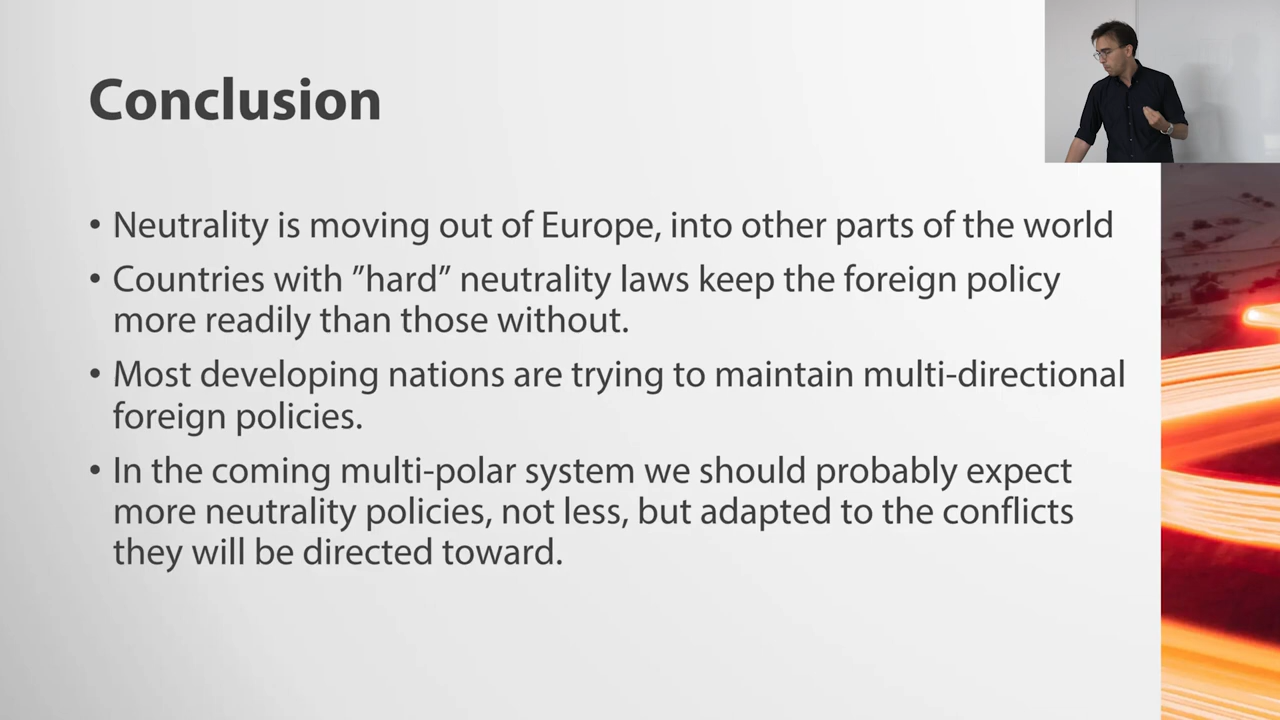 Conclusion
• Neutrality is moving out of Europe, into other parts of the world
• Countries with ”hard” neutrality laws keep the foreign policy
more readily than those without.
• Most developing nations are trying to maintain multi-directional
foreign policies.
• In the coming multi-polar system we should probably expect
more neutrality policies, not less, but adapted to the conflicts
they will be directed toward.